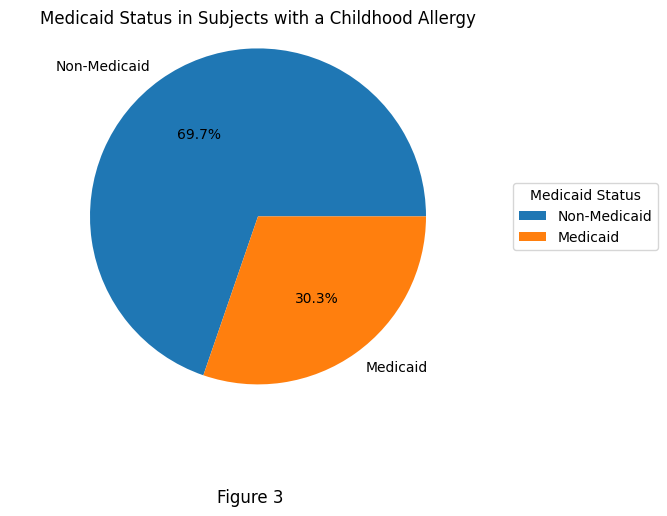 Medicaid Status in Subjects with a Childhood Allergy
Non-Medicaid
69.7%
30.3%
Medicaid
Medicaid Status
Non-Medicaid
Medicaid
Figure 3